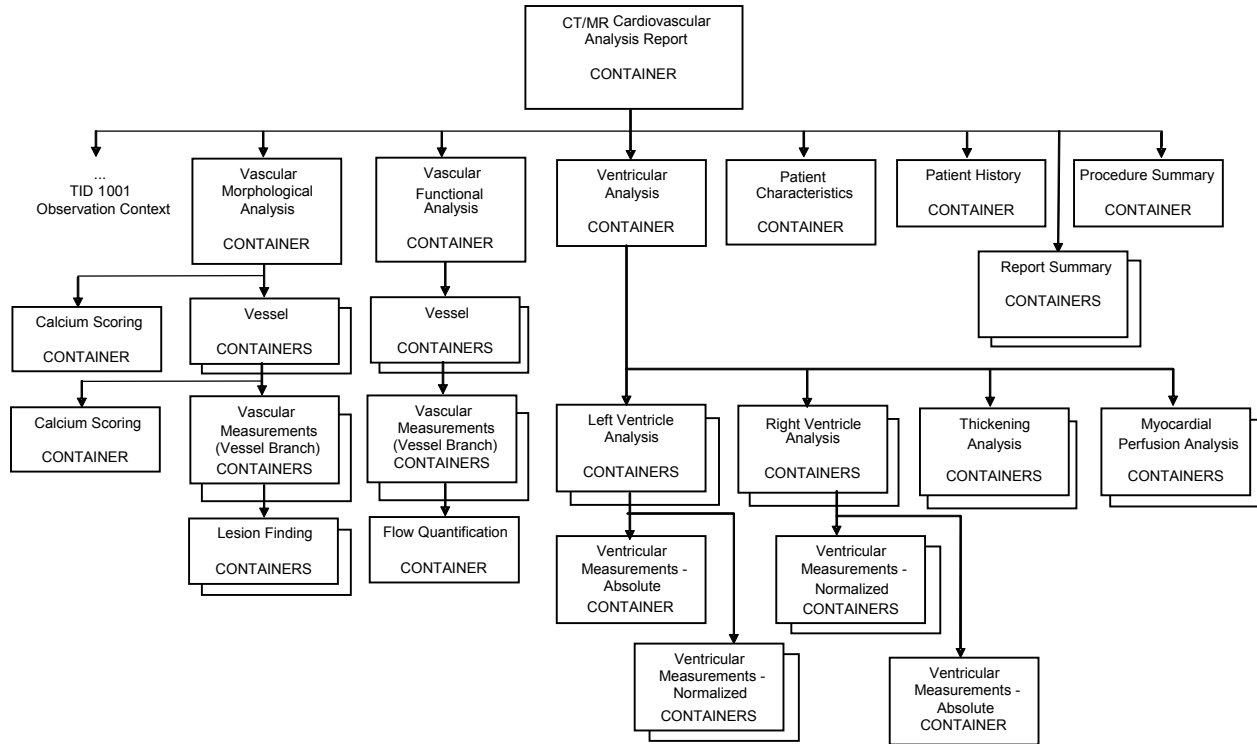 CT/MR Cardiovascular
Analysis Report
CONTAINER
...
TID 1001
Observation Context
Vascular
Morphological
Analysis
CONTAINER
Vascular
Functional
Analysis
CONTAINER
Ventricular
Analysis
CONTAINER
Patient
Characteristics
CONTAINER
Patient History
CONTAINER
Procedure Summary
CONTAINER
Report Summary
CONTAINERS
Calcium Scoring
CONTAINER
Vessel
CONTAINERS
Vessel
CONTAINERS
Calcium Scoring
CONTAINER
Vascular
Measurements
(Vessel Branch)
CONTAINERS
Vascular
Measurements
(Vessel Branch)
CONTAINERS
Left Ventricle
Analysis
CONTAINERS
Right Ventricle
Analysis
CONTAINERS
Thickening
Analysis
CONTAINERS
Myocardial
Perfusion Analysis
CONTAINERS
Lesion Finding
CONTAINERS
Flow Quantification
CONTAINER
Ventricular
Measurements -
Absolute
CONTAINER
Ventricular
Measurements -
Normalized
CONTAINERS
Ventricular
Measurements -
Normalized
CONTAINERS
Ventricular
Measurements -
Absolute
CONTAINER